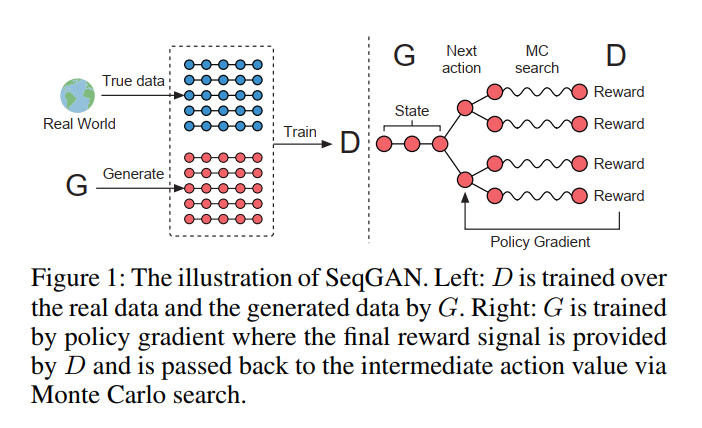 True data
Real World
G
Generate
Train
D
G
Next
action
MC
search
D
State
Reward
Reward
Reward
Reward
Policy Gradient
Figure 1: The illustration of SeqGAN. Left: D is trained over
the real data and the generated data by G. Right: G is trained
by policy gradient where the final reward signal is provided
by D and is passed back to the intermediate action value via
Monte Carlo search.